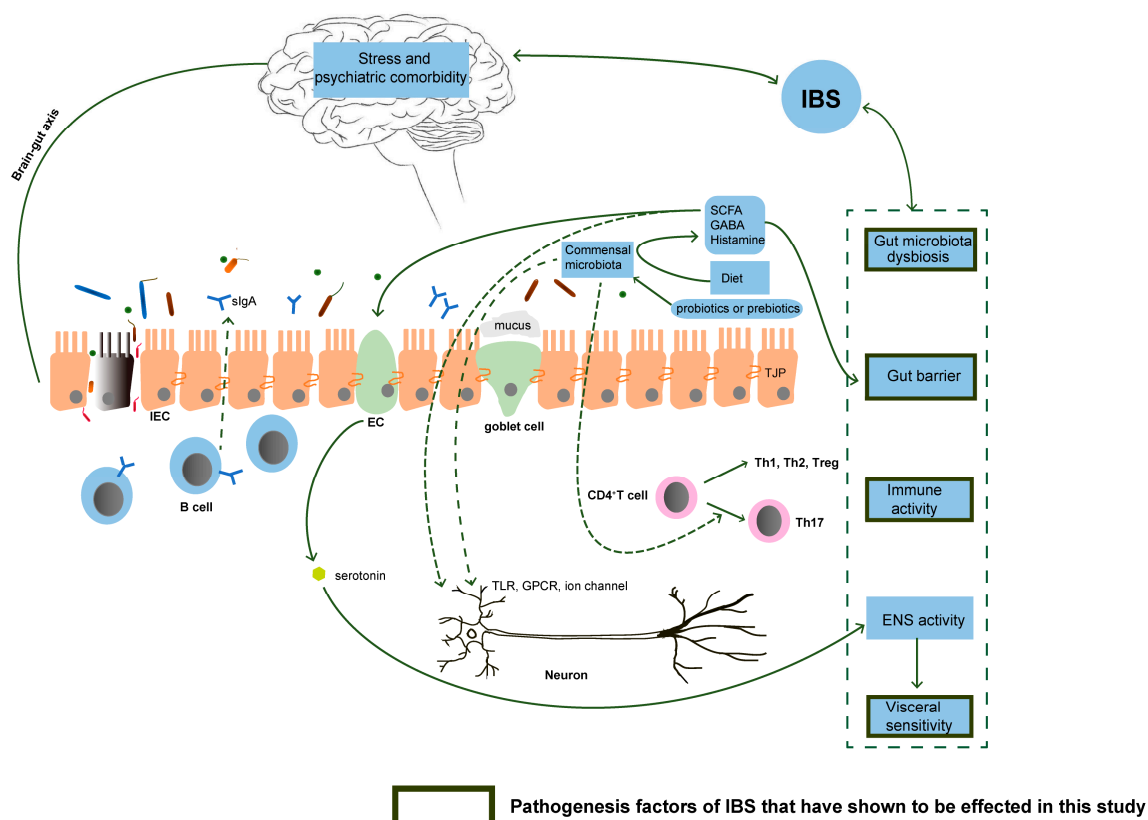 Stress and
psychiatric comorbidity
IBS
Brain-gut axis
SCFA
GABA
Histamine
Commensal
microbiota
Diet
probiotics or prebiotics
Gut microbiota
dysbiosis
sIgA
mucus
TJP
Gut barrier
IEC
EC
goblet cell
B cell
Th1, Th2, Treg
CD4+T cell
Th17
Immune
activity
serotonin
TLR, GPCR, ion channel
Neuron
ENS activity
Visceral
sensitivity
Pathogenesis factors of IBS that have shown to be effected in this study